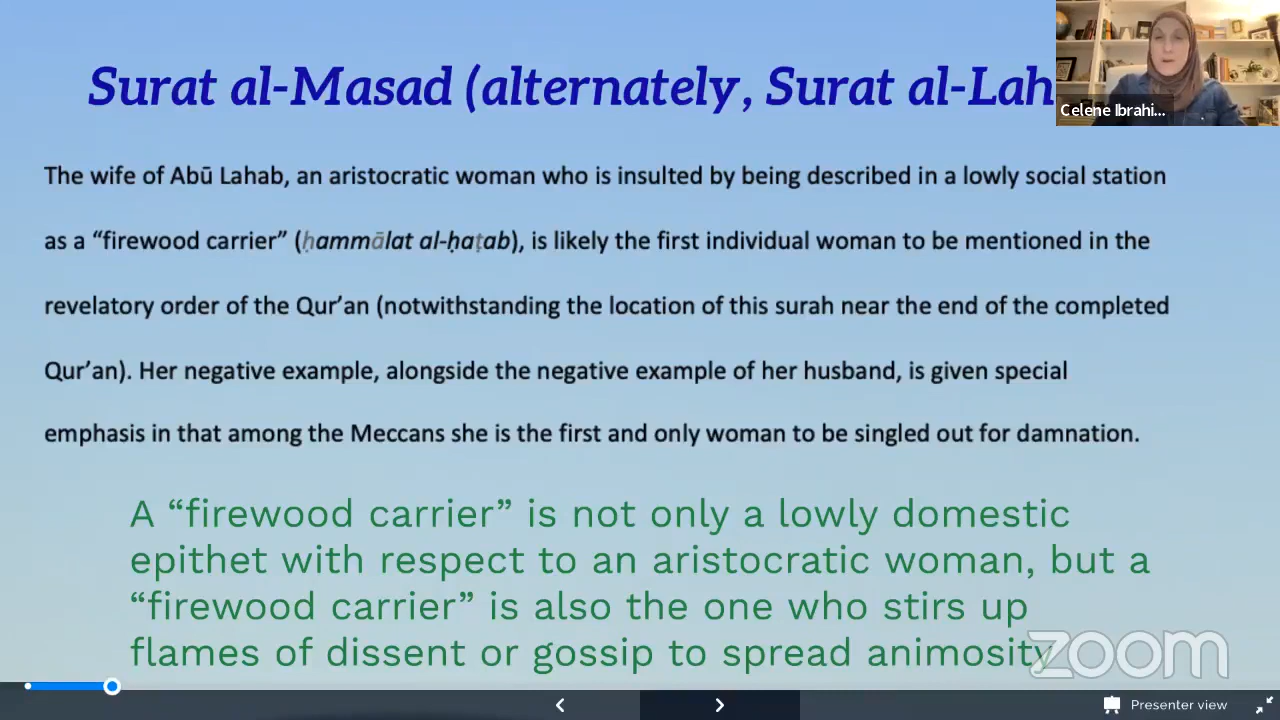 Surat al-Masad (alternately, Surat al-Lah
Celene Ibrahi...
The wife of Abū Lahab, an aristocratic woman who is insulted by being described in a lowly social station
as a “firewood carrier” (ḥammālat al-ḥaṭab), is likely the first individual woman to be mentioned in the
revelatory order of the Qur’an (notwithstanding the location of this surah near the end of the completed
Qur’an). Her negative example, alongside the negative example of her husband, is given special
emphasis in that among the Meccans she is the first and only woman to be singled out for damnation.
A “firewood carrier” is not only a lowly domestic
epithet with respect to an aristocratic woman, but a
“firewood carrier” is also the one who stirs up
flames of dissent or gossip to spread animosity
zoom
Presenter view